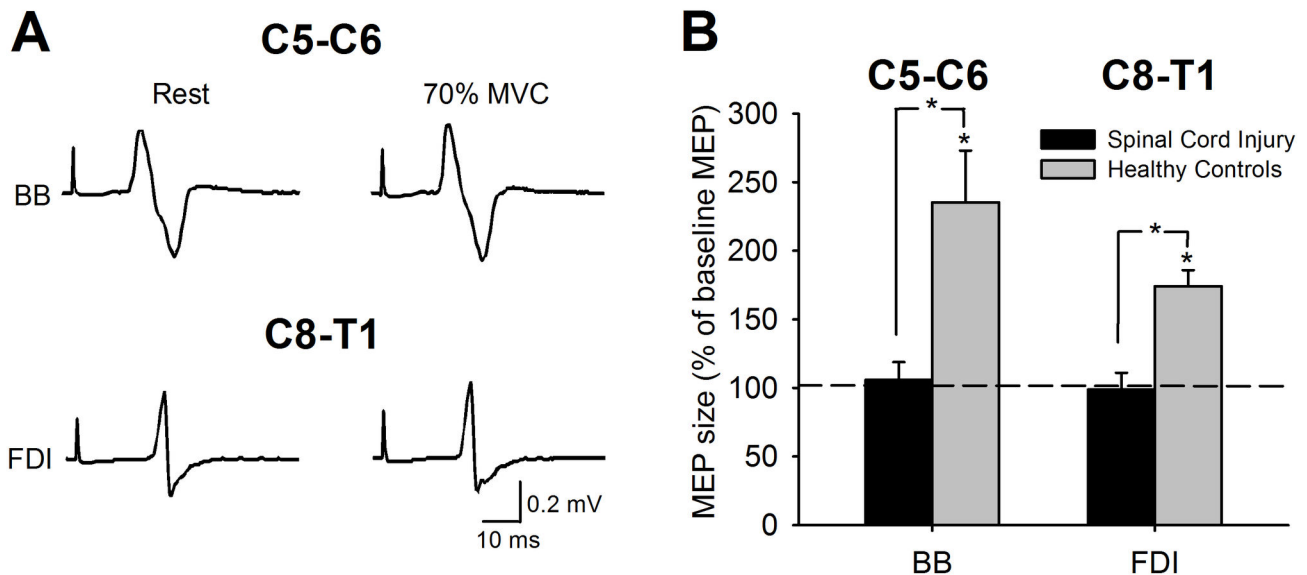 A
C5-C6
Rest 70% MVC
BB
C8-T1
FDI
0.2 mV
10 ms
B
C5-C6 C8-T1
MEP size (% of baseline MEP)
300
250
200
150
100
50
0
* *
* *
Spinal Cord Injury
Healthy Controls
BB FDI